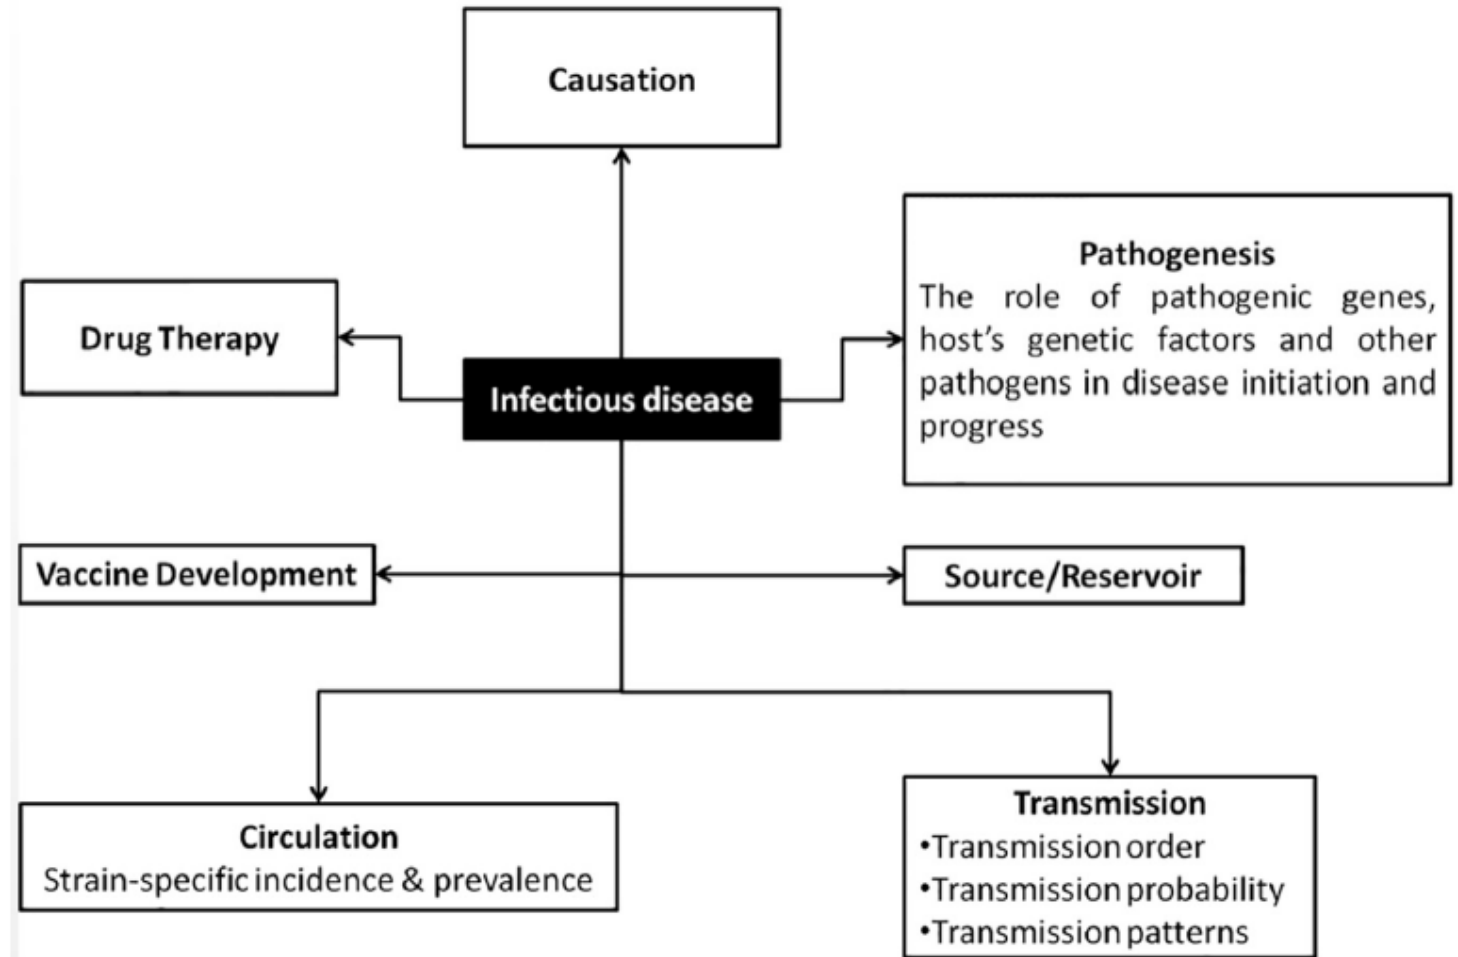 Causation
Pathogenesis
The role of pathogenic genes,
host's genetic factors and other
pathogens in disease initiation and
progress
Drug Therapy
Infectious disease
Vaccine Development
Source/Reservoir
Circulation
Strain-specific incidence & prevalence
Transmission
•Transmission order
•Transmission probability
•Transmission patterns